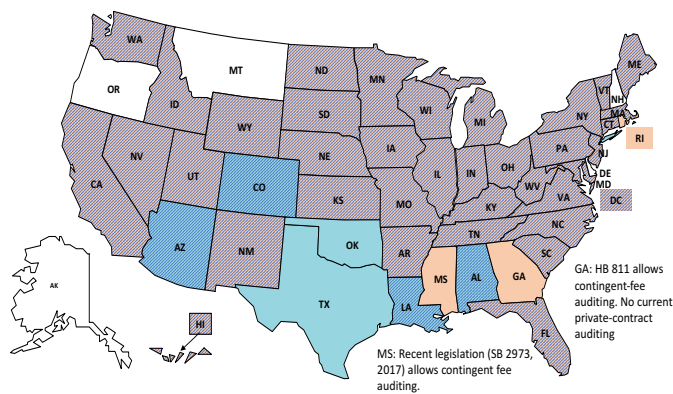 WA
MT
ND
MN
ME
OR
ID
SD
WI
VT
NH
WY
MI
NY
MA
CT
RI
NV
NE
IA
PA
NJ
CA
UT
CO
IL
IN
OH
DE
MD
KS
MO
WV
VA
DC
KY
AZ
NM
OK
AR
TN
NC
SC
MS
AL
GA
TX
LA
FL
AK
HI
GA: HB 811 allows
contingent-fee
auditing. No current
private-contract
auditing
MS: Recent legislation (SB 2973,
2017) allows contingent fee
auditing.